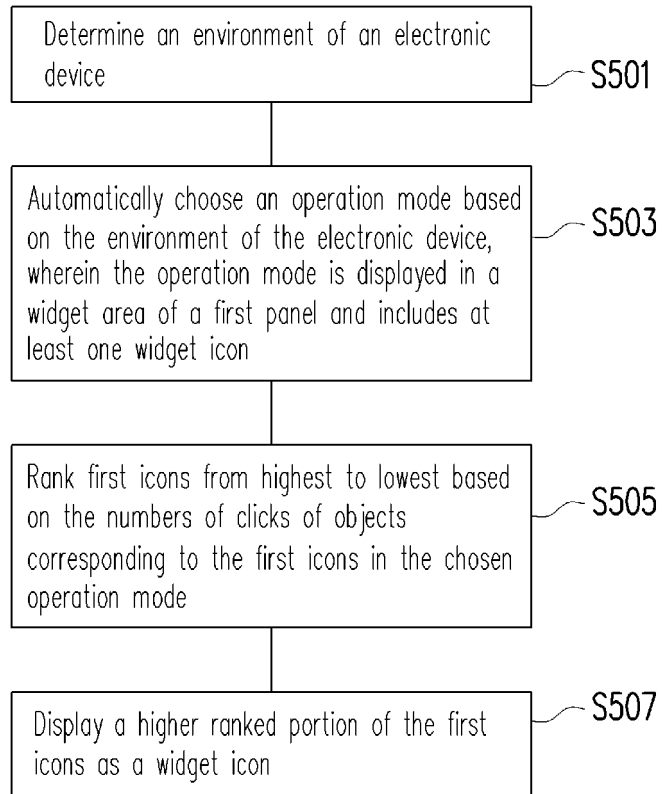 Determine an environment of an electronic
device
S501
Automatically choose an operation mode based
on the environment of the electronic device,
wherein the operation mode is displayed in a
widget area of a first panel and includes at
least one widget icon
S503
Rank first icons from highest to lowest based
on the numbers of clicks of objects
corresponding to the first icons in the chosen
operation mode
S505
Display a higher ranked portion of the first
icons as a widget icon
S507